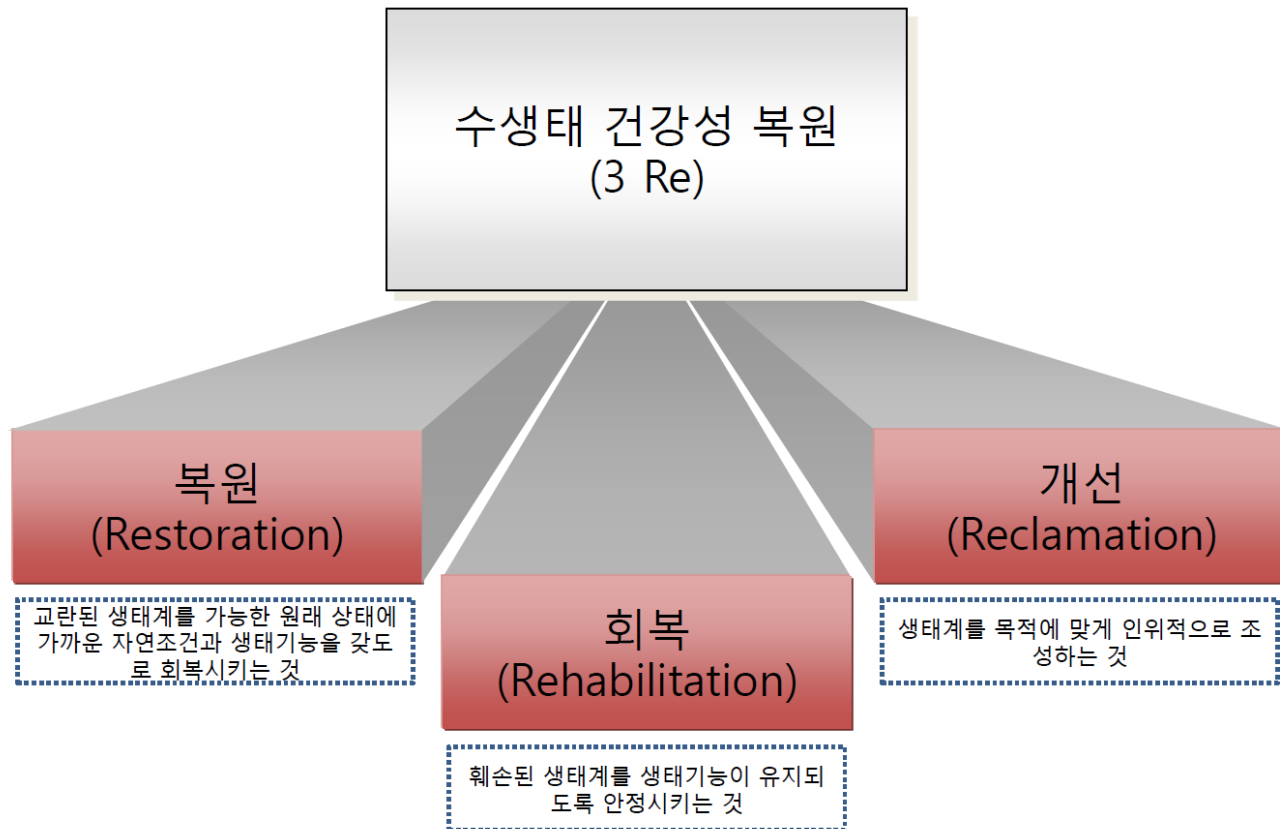 수생태 건강성 복원
(3 Re)
복원
(Restoration)
교란된 생태계를 가능한 원래 상태에
가까운 자연조건과 생태기능을 갖도
로 회복시키는 것
회복
(Rehabilitation)
훼손된 생태계를 생태기능이 유지되
도록 안정시키는 것
개선
(Reclamation)
생태계를 목적에 맞게 인위적으로 조
성하는 것